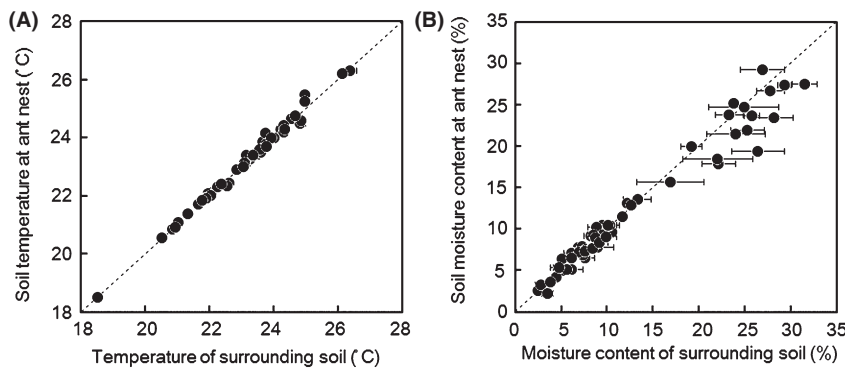 (A)
28
26
24
22
20
18
Soil temperature at ant nest (˚C)
18 20 22 24 26 28
Temperature of surrounding soil (˚C)
(B)
35
30
25
20
15
10
5
0
Soil moisture content at ant nest (%)
0 5 10 15 20 25 30 35
Moisture content of surrounding soil (%)